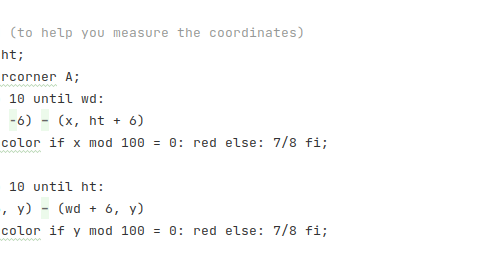 (to help you measure the coordinates)
ht;
rcorner A;
10 until wd:
-6) - (x, ht + 6)
color if x mod 100 = 0: red else: 7/8 fi;
10 until ht:
, y) - (wd + 6, y)
color if y mod 100 = 0: red else: 7/8 fi;